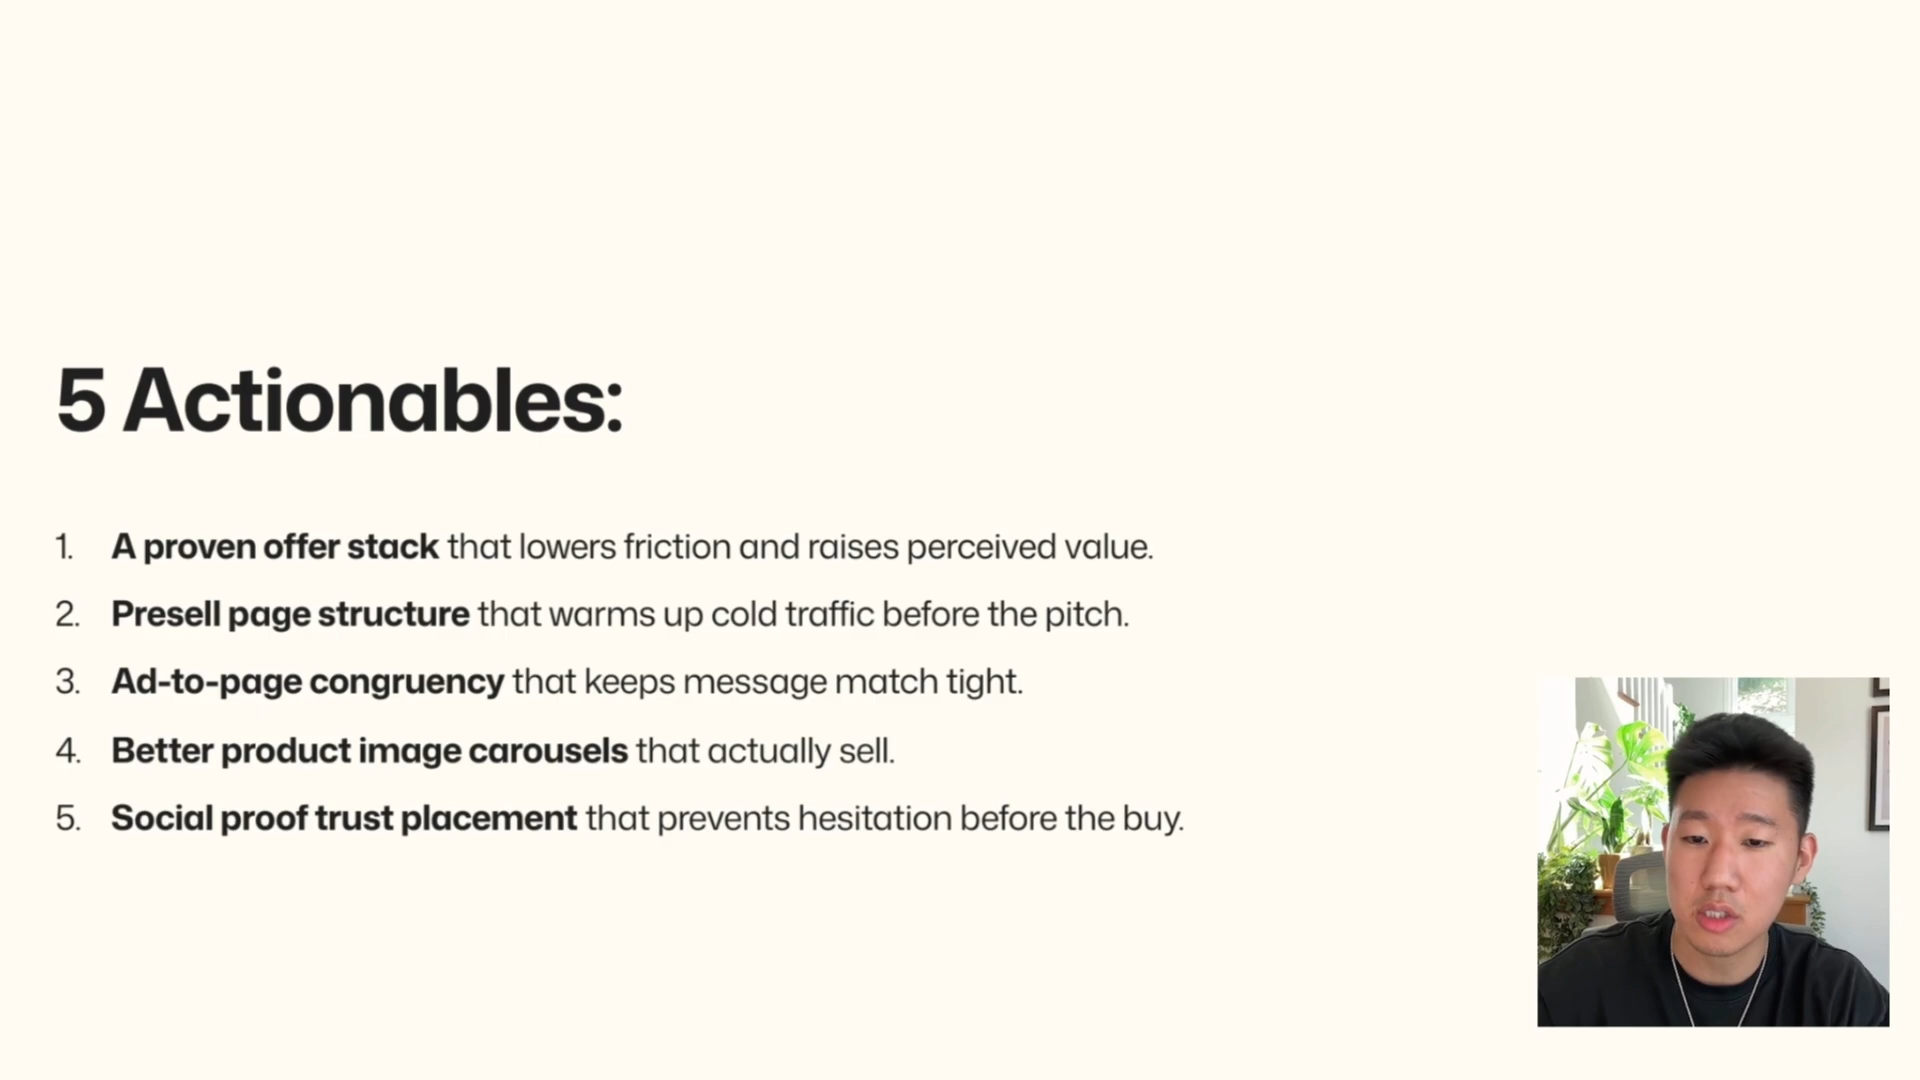 5 Actionables:
1. A proven offer stack that lowers friction and raises perceived value.
2. Presell page structure that warms up cold traffic before the pitch.
3. Ad-to-page congruency that keeps message match tight.
4. Better product image carousels that actually sell.
5. Social proof trust placement that prevents hesitation before the buy.